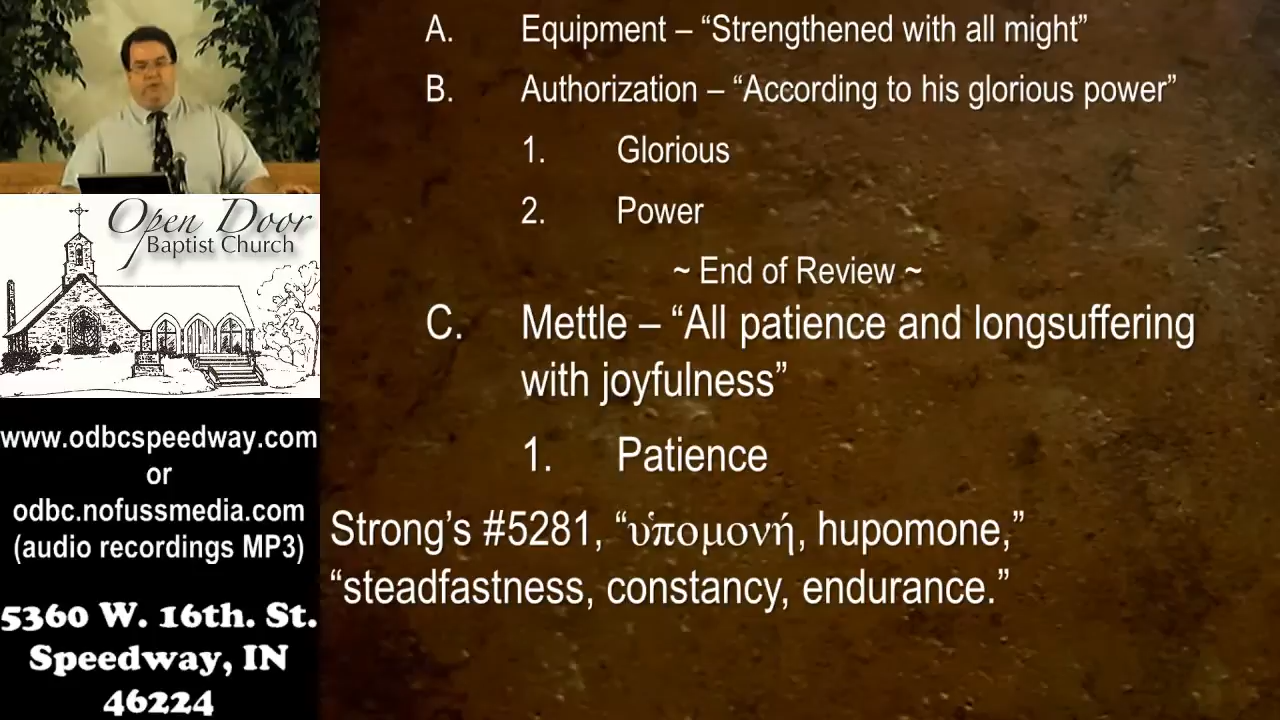 A. Equipment – “Strengthened with all might”
B. Authorization – “According to his glorious power”
1. Glorious
2. Power
~ End of Review ~
C. Mettle – “All patience and longsuffering
with joyfulness”
1. Patience
Strong’s #5281, “ὑπομονή, hupomone,”
“steadfastness, constancy, endurance.”
Open Door
Baptist Church
www.odbcspeedway.com
or
odbc.nofussmedia.com
(audio recordings MP3)
5360 W. 16th. St.
Speedway, IN
46224